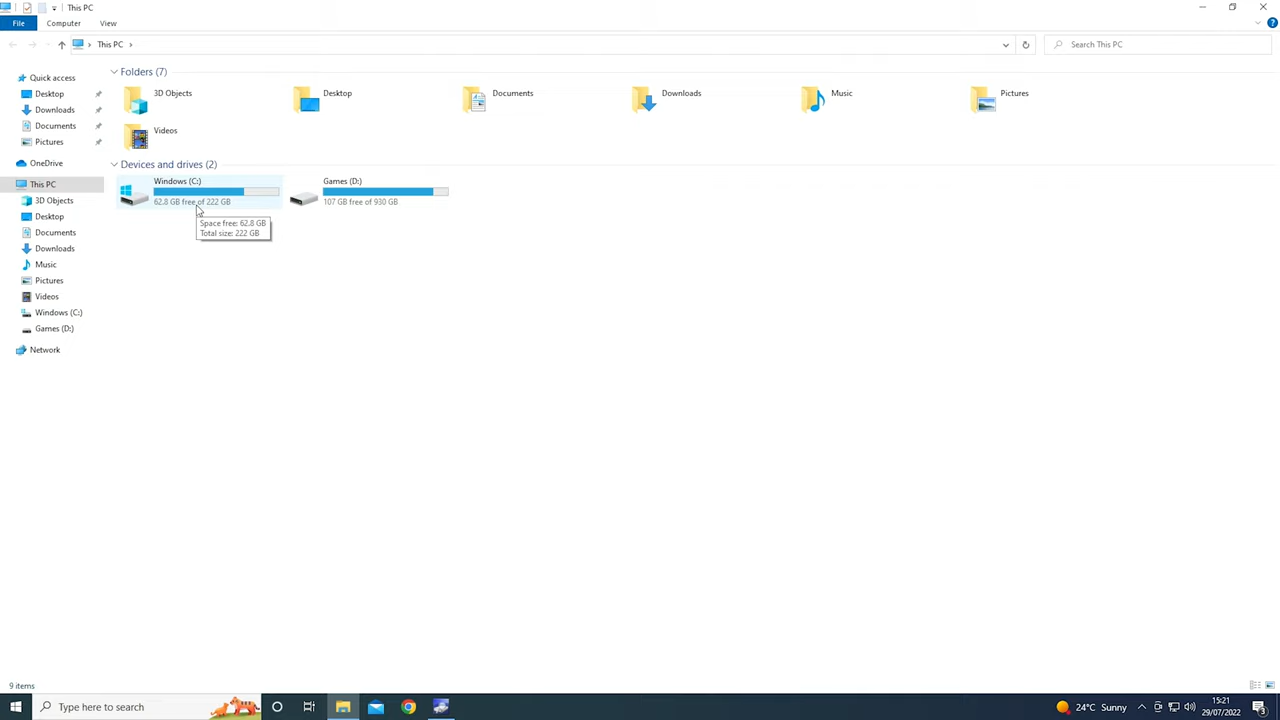 This PC
File
Computer
View
This PC
Search This PC
Quick access
Desktop
Downloads
Documents
Pictures
OneDrive
This PC
3D Objects
Desktop
Documents
Downloads
Music
Pictures
Videos
Windows (C:)
Games (D:)
Network
Folders (7)
3D Objects
Desktop
Documents
Downloads
Music
Pictures
Videos
Devices and drives (2)
Windows (C:)
62.8 GB free of 222 GB
Games (D:)
107 GB free of 930 GB
Space free: 62.8 GB
Total size: 222 GB
9 items
Type here to search
24°C Sunny
15:21
29/07/2022